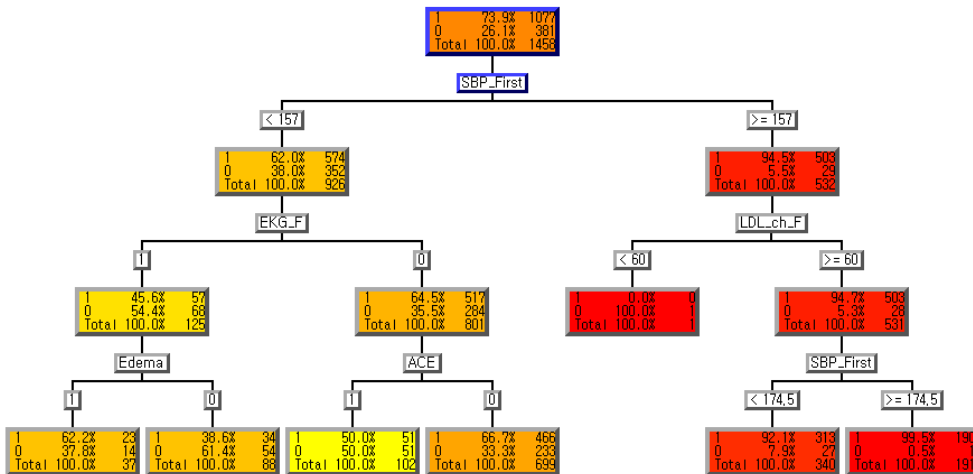 1 73.9% 1077
0 26.1% 381
Total 100.0% 1458
SBP_First
< 157
>= 157
1 62.0% 574
0 38.0% 352
Total 100.0% 926
1 94.5% 503
0 5.5% 29
Total 100.0% 532
EKG_F
LDL_ch_F
1
0
< 60
>= 60
1 45.6% 57
0 54.4% 68
Total 100.0% 125
1 64.5% 517
0 35.5% 284
Total 100.0% 801
1 0.0% 0
0 100.0% 1
Total 100.0% 1
1 94.7% 503
0 5.3% 28
Total 100.0% 531
Edema
ACE
SBP_First
1
0
1
0
< 174,5
>= 174,5
1 62.2% 23
0 37.8% 14
Total 100.0% 37
1 38.6% 34
0 61.4% 54
Total 100.0% 88
1 50.0% 51
0 50.0% 51
Total 100.0% 102
1 66.7% 466
0 33.3% 233
Total 100.0% 699
1 92.1% 313
0 7.9% 27
Total 100.0% 340
1 99.5% 190
0 0.5%
Total 100.0% 191